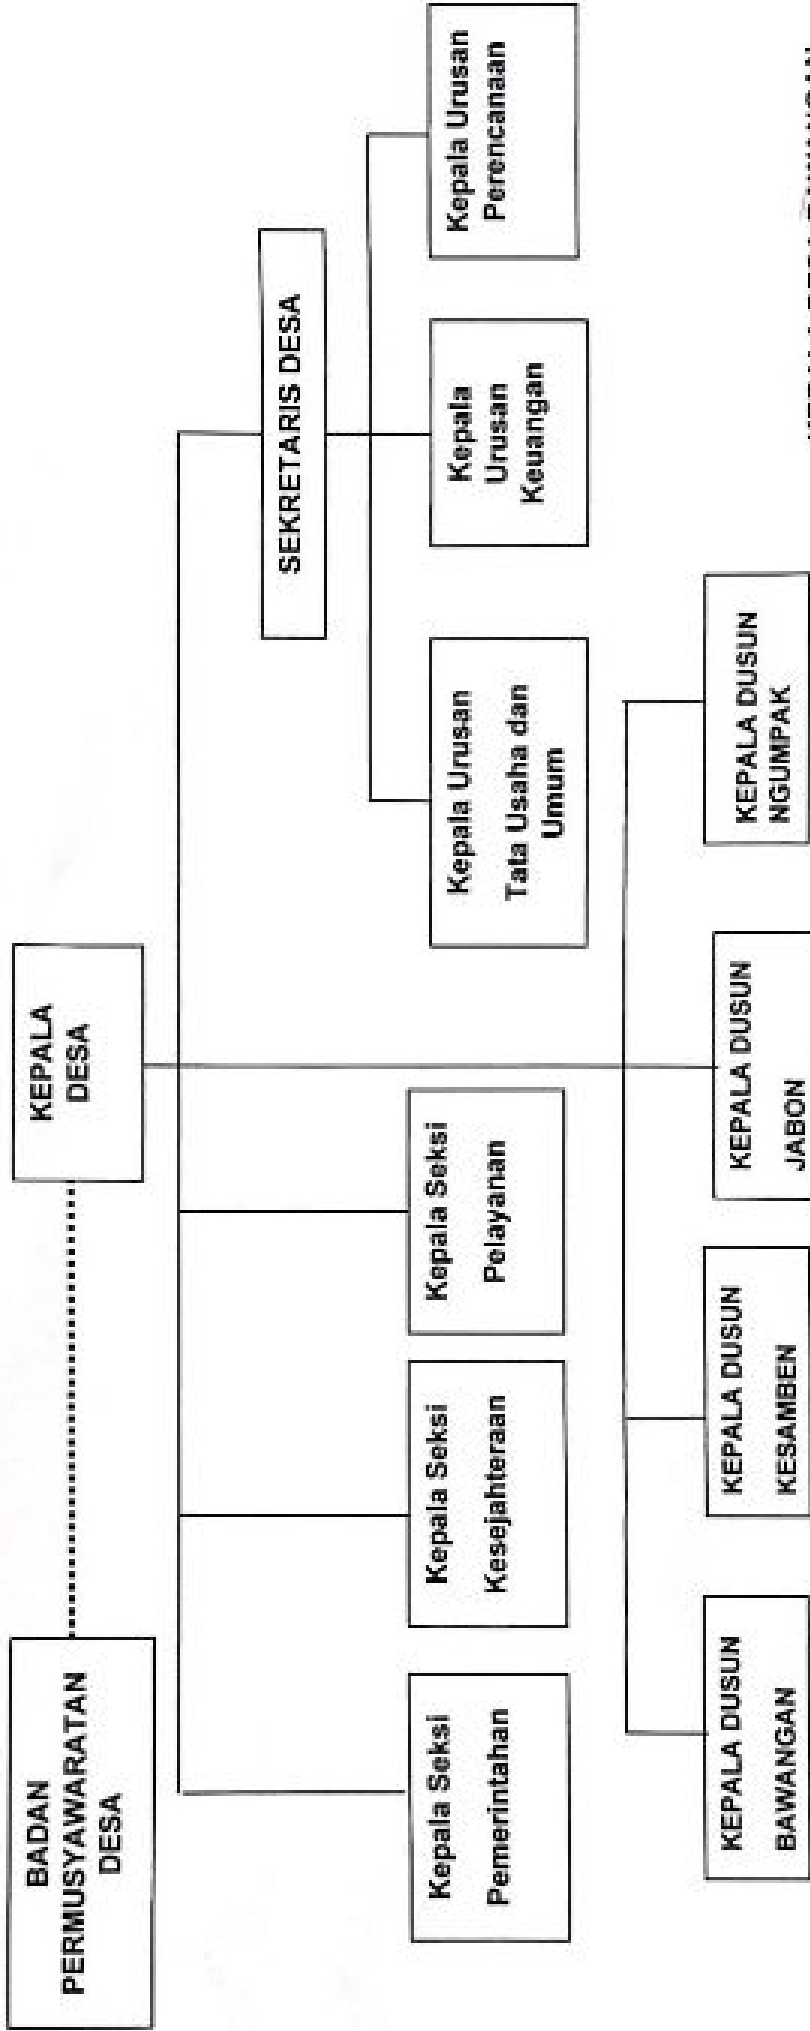 BADAN
PERMUSYAWARATAN
DESA
KEPALA
DESA
SEKRETARIS DESA
Kepala Seksi
Pemerintahan
Kepala Seksi
Kesejahteraan
Kepala Seksi
Pelayanan
Kepala Urusan
Tata Usaha dan
Umum
Kepala
Urusan
Keuangan
Kepala Urusan
Perencanaan
KEPALA DUSUN
BAWANGAN
KEPALA DUSUN
KESAMBEN
KEPALA DUSUN
JABON
KEPALA DUSUN
NGUMPAK